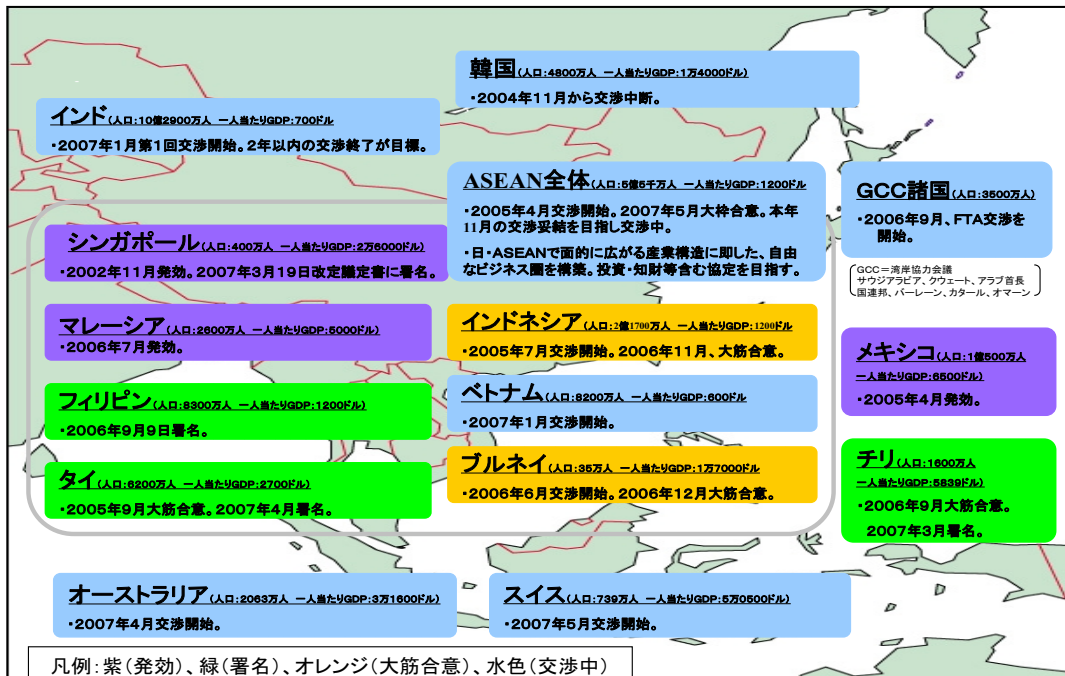 韓国(人口:4800万人 一人当たりGDP:1万4000ドル)
・2004年11月から交渉中断。
インド(人口:10億2900万人 一人当たりGDP:700ドル
・2007年1月第1回交渉開始。2年以内の交渉終了が目標。
ASEAN全体(人口:5億5千万人 一人当たりGDP:1200ドル
・2005年4月交渉開始。2007年5月大枠合意。本年
11月の交渉妥結を目指し交渉中。
・日・ASEANで面的に広がる産業構造に即した、自由
なビジネス圏を構築。投資・知財等含む協定を目指す。
GCC諸国(人口:3500万人)
・2006年9月、FTA交渉を
開始。
GCC=湾岸協力会議
サウジアラビア、クウェート、アラブ首長
国連邦、バーレーン、カタール、オマーン
シンガポール(人口:400万人 一人当たりGDP:2万6000ドル)
・2002年11月発効。2007年3月19日改定議定書に署名。
マレーシア(人口:2600万人 一人当たりGDP:5000ドル)
・2006年7月発効。
インドネシア(人口:2億1700万人 一人当たりGDP:1200ドル
・2005年7月交渉開始。2006年11月、大筋合意。
メキシコ(人口:1億500万人
一人当たりGDP:6500ドル)
・2005年4月発効。
フィリピン(人口:8300万人 一人当たりGDP:1200ドル)
・2006年9月9日署名。
ベトナム(人口:8200万人 一人当たりGDP:600ドル
・2007年1月交渉開始。
タイ(人口:6200万人 一人当たりGDP:2700ドル)
・2005年9月大筋合意。2007年4月署名。
ブルネイ(人口:35万人 一人当たりGDP:1万7000ドル
・2006年6月交渉開始。2006年12月大筋合意。
チリ(人口:1600万人
一人当たりGDP:5839ドル)
・2006年9月大筋合意。
2007年3月署名。
オーストラリア(人口:2063万人 一人当たりGDP:3万1600ドル)
・2007年4月交渉開始。
スイス(人口:739万人 一人当たりGDP:5万0500ドル)
・2007年5月交渉開始。
凡例:紫(発効)、緑(署名)、オレンジ(大筋合意)、水色(交渉中)